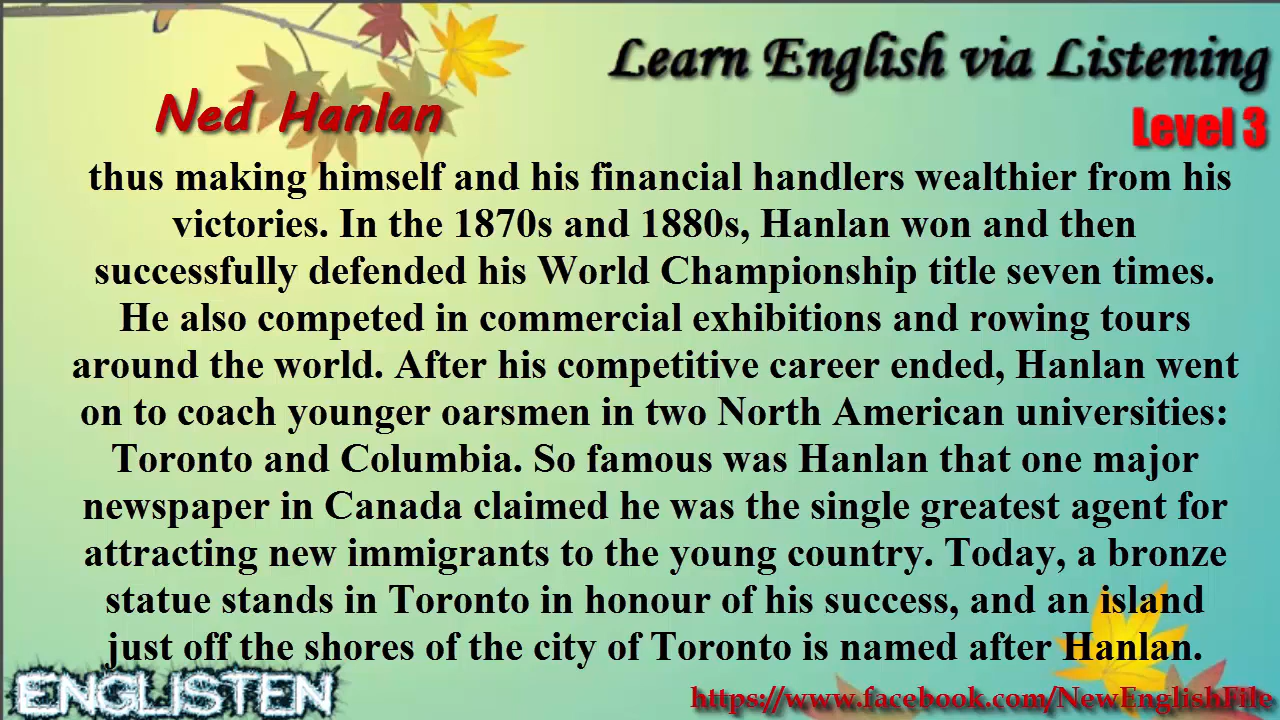 Learn English via Listening
Ned Hanlan
Level 3
thus making himself and his financial handlers wealthier from his
victories. In the 1870s and 1880s, Hanlan won and then
successfully defended his World Championship title seven times.
He also competed in commercial exhibitions and rowing tours
around the world. After his competitive career ended, Hanlan went
on to coach younger oarsmen in two North American universities:
Toronto and Columbia. So famous was Hanlan that one major
newspaper in Canada claimed he was the single greatest agent for
attracting new immigrants to the young country. Today, a bronze
statue stands in Toronto in honour of his success, and an island
just off the shores of the city of Toronto is named after Hanlan.
ENGLISTEN
https://www.facebook.com/NewEnglishFile